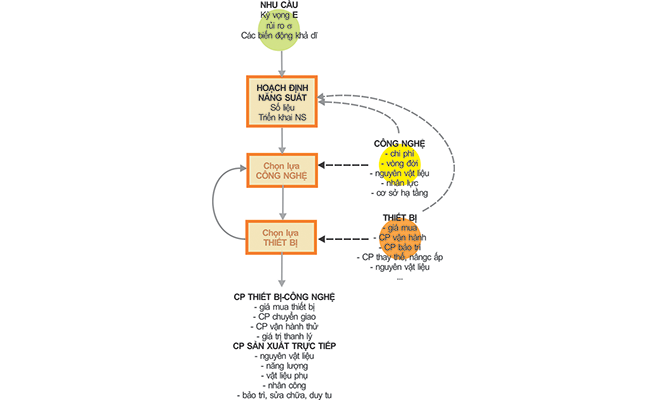 NHU CẦU
Kỳ vọng E
rủi ro σ
Các biến động khả dĩ
HOẠCH ĐỊNH
NĂNG SUẤT
Số liệu
Triển khai NS
CÔNG NGHỆ
- chi phí
- vòng đời
- nguyên vật liệu
- nhân lực
- cơ sở hạ tầng
Chọn lựa
CÔNG NGHỆ
THIẾT BỊ
- giá mua
- CP vận hành
- CP bảo trì
- CP thay thế, nângc ấp
- nguyên vật liệu
...
Chọn lựa
THIẾT BỊ
CP THIẾT BỊ-CÔNG NGHỆ
- giá mua thiết bị
- CP chuyển giao
- CP vận hành thử
- giá trị thanh lý
CP SẢN XUẤT TRỰC TIẾP
- nguyên vật liệu
- năng lượng
- vật liệu phụ
- nhân công
- bảo trì, sửa chữa, duy tu